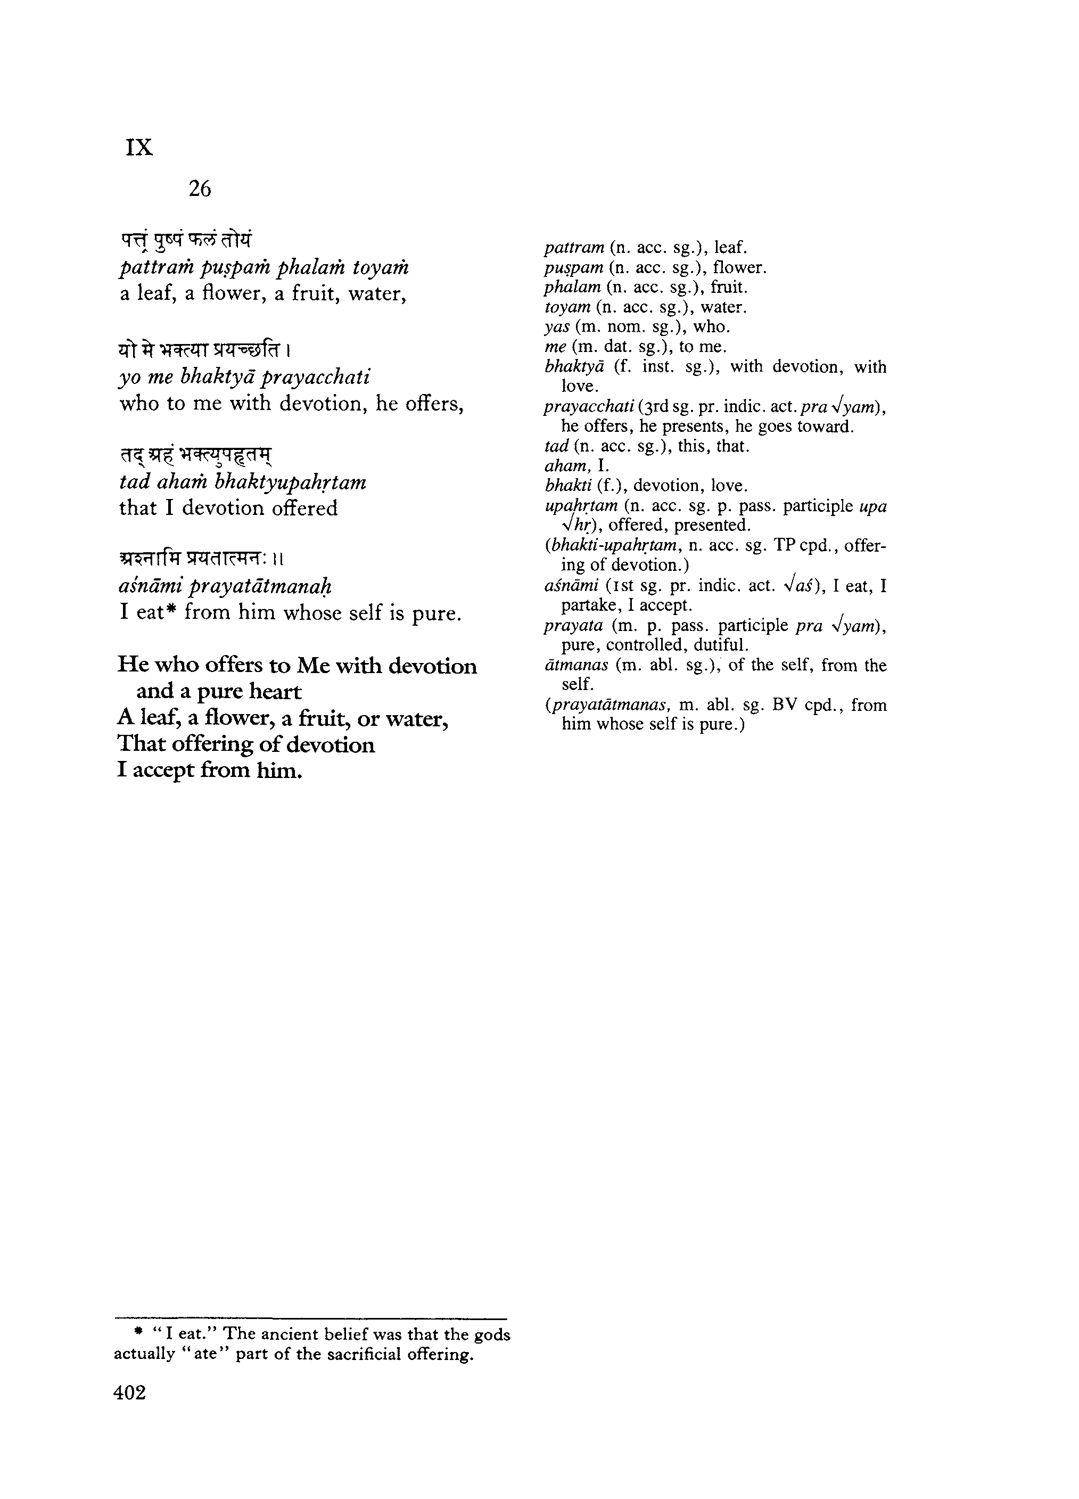 IX
26
पत्त्रं पुष्पं फलं तोयं
pattraṁ puṣpaṁ phalaṁ toyaṁ
a leaf, a flower, a fruit, water,
यो मे भक्त्या प्रयच्छति ।
yo me bhaktyā prayacchati
who to me with devotion, he offers,
तद् अहं भक्त्युपहृतम्
tad ahaṁ bhaktyupahṛtam
that I devotion offered
अश्नामि प्रयतात्मनः ॥
aśnāmi prayatātmanaḥ
I eat* from him whose self is pure.
He who offers to Me with devotion
and a pure heart
A leaf, a flower, a fruit, or water,
That offering of devotion
I accept from him.
pattram (n. acc. sg.), leaf.
puṣpam (n. acc. sg.), flower.
phalam (n. acc. sg.), fruit.
toyam (n. acc. sg.), water.
yas (m. nom. sg.), who.
me (m. dat. sg.), to me.
bhaktyā (f. inst. sg.), with devotion, with
love.
prayacchati (3rd sg. pr. indic. act. pra √yam),
he offers, he presents, he goes toward.
tad (n. acc. sg.), this, that.
aham, I.
bhakti (f.), devotion, love.
upahṛtam (n. acc. sg. p. pass. participle upa
√hṛ), offered, presented.
(bhakti-upahṛtam, n. acc. sg. TP cpd., offer-
ing of devotion.)
aśnāmi (1st sg. pr. indic. act. √aś), I eat, I
partake, I accept.
prayata (m. p. pass. participle pra √yam),
pure, controlled, dutiful.
ātmanas (m. abl. sg.), of the self, from the
self.
(prayatātmanas, m. abl. sg. BV cpd., from
him whose self is pure.)
* "I eat." The ancient belief was that the gods
actually "ate" part of the sacrificial offering.
402